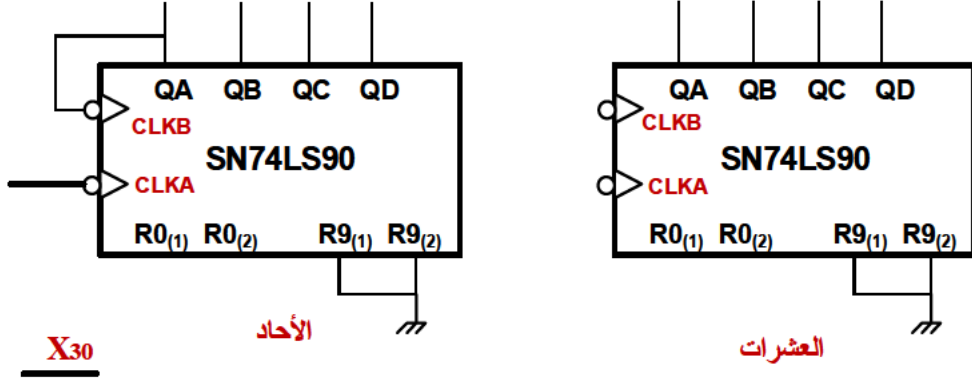 QA QB QC QD
CLKB
SN74LS90
CLKA
R0(1) R0(2) R9(1) R9(2)
الأحاد
X30
QA QB QC QD
CLKB
SN74LS90
CLKA
R0(1) R0(2) R9(1) R9(2)
العشرات